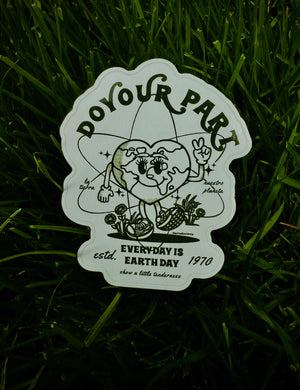 DO YOUR PART
la tierra
nuestro planeta
EVERYDAY IS
EARTH DAY
estd. 1970
show a little tenderness